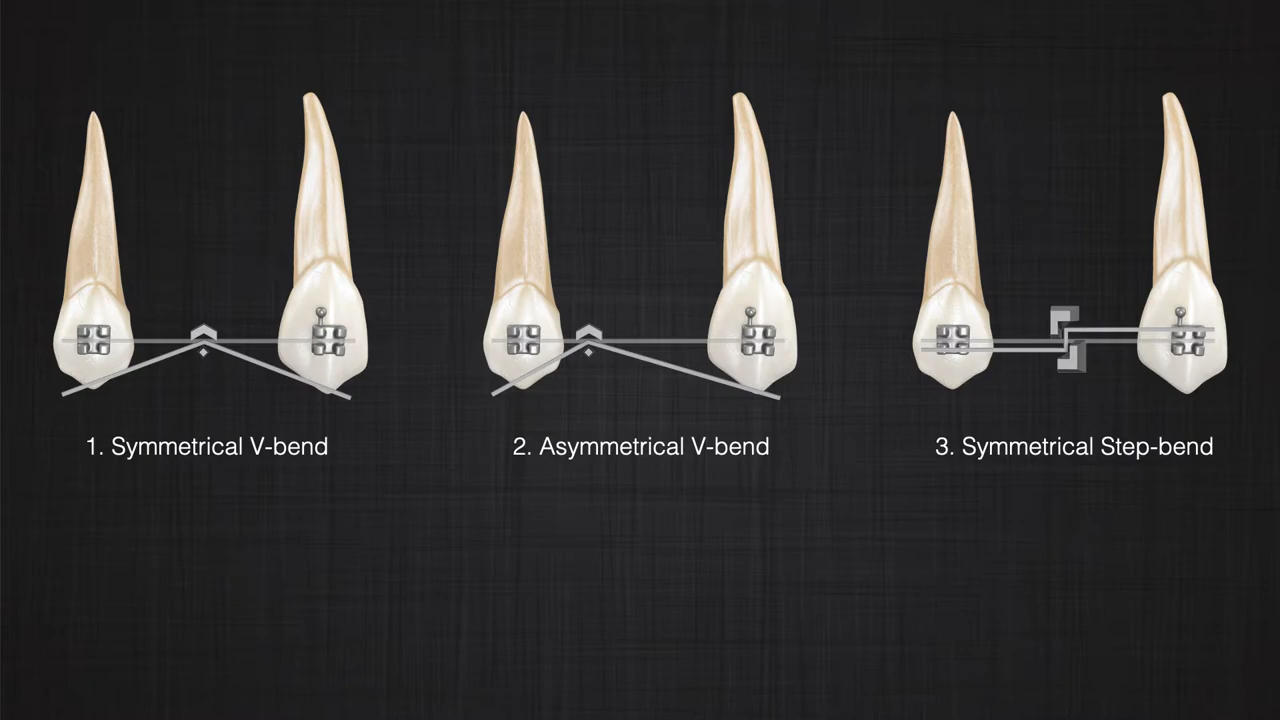 1. Symmetrical V-bend
2. Asymmetrical V-bend
3. Symmetrical Step-bend